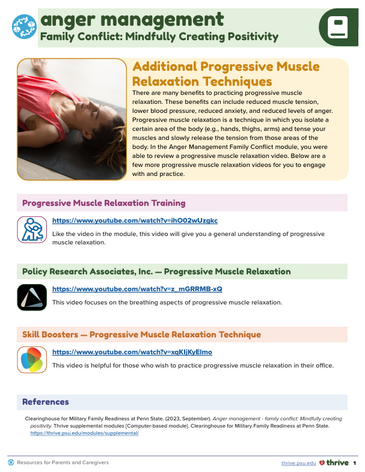 anger management
Family Conflict: Mindfully Creating Positivity
Additional Progressive Muscle
Relaxation Techniques
There are many benefits to practicing progressive muscle
relaxation. These benefits can include reduced muscle tension,
lower blood pressure, reduced anxiety, and reduced levels of anger.
Progressive muscle relaxation is a technique in which you isolate a
certain area of the body (e.g., hands, thighs, arms) and tense your
muscles and slowly release the tension from those areas of the
body. In the Anger Management Family Conflict module, you were
able to review a progressive muscle relaxation video. Below are a
few more progressive muscle relaxation videos for you to engage
with and practice.
Progressive Muscle Relaxation Training
https://www.youtube.com/watch?v=ihO02wUzgkc
Like the video in the module, this video will give you a general understanding of progressive
muscle relaxation.
Policy Research Associates, Inc. — Progressive Muscle Relaxation
https://www.youtube.com/watch?v=z_mGRRMB-xQ
This video focuses on the breathing aspects of progressive muscle relaxation.
Skill Boosters — Progressive Muscle Relaxation Technique
https://www.youtube.com/watch?v=xqKIjKyEImo
This video is helpful for those who wish to practice progressive muscle relaxation in their office.
References
Clearinghouse for Military Family Readiness at Penn State. (2023, September). Anger management - family conflict: Mindfully creating
positivity. Thrive supplemental modules [Computer-based module]. Clearinghouse for Military Family Readiness at Penn State.
https://thrive.psu.edu/modules/supplemental/
Resources for Parents and Caregivers
thrive.psu.edu thrive 1